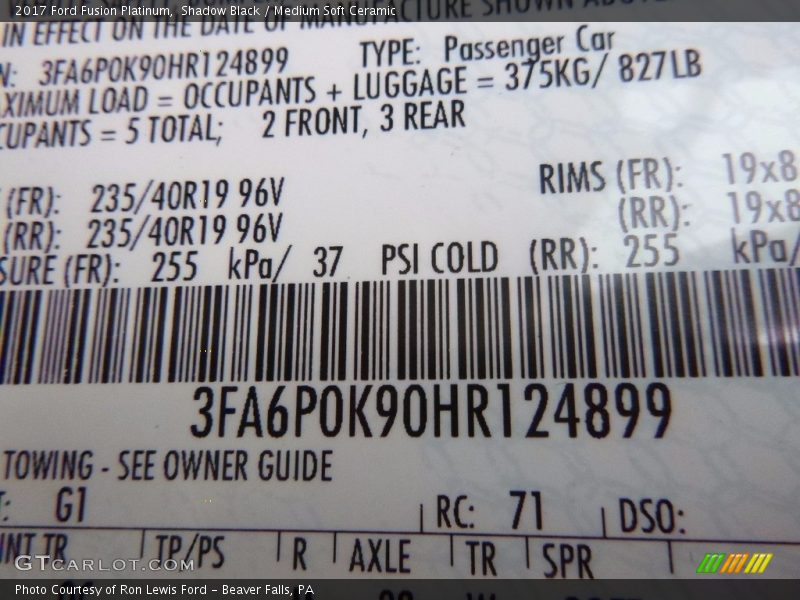 2017 Ford Fusion Platinum, Shadow Black / Medium Soft Ceramic
IN EFFECT ON THE DATE OF MANUFACTURE SHOWN
N: 3FA6P0K90HR124899 TYPE: Passenger Car
XIMUM LOAD = OCCUPANTS + LUGGAGE = 375KG/ 827LB
CUPANTS = 5 TOTAL; 2 FRONT, 3 REAR
(FR): 235/40R19 96V RIMS (FR): 19x8
(RR): 235/40R19 96V (RR): 19x8
SURE (FR): 255 kPa/ 37 PSI COLD (RR): 255 kPa/
3FA6P0K90HR124899
TOWING - SEE OWNER GUIDE
T: G1 RC: 71 DSO:
INT TR TP/PS R AXLE TR SPR
GTCARLOT.COM
Photo Courtesy of Ron Lewis Ford - Beaver Falls, PA